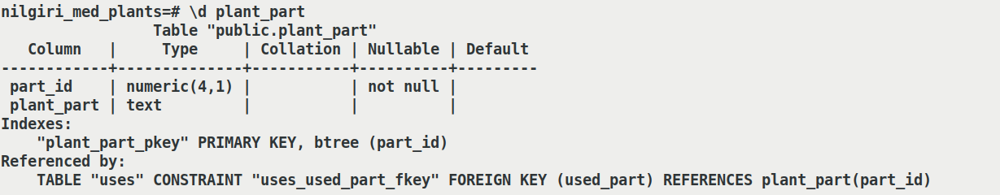 nilgiri_med_plants=# \d plant_part
                 Table "public.plant_part"
   Column   |     Type     | Collation | Nullable | Default
------------+--------------+-----------+----------+---------
 part_id    | numeric(4,1) |           | not null |
 plant_part | text         |           |          |
Indexes:
    "plant_part_pkey" PRIMARY KEY, btree (part_id)
Referenced by:
    TABLE "uses" CONSTRAINT "uses_used_part_fkey" FOREIGN KEY (used_part) REFERENCES plant_part(part_id)